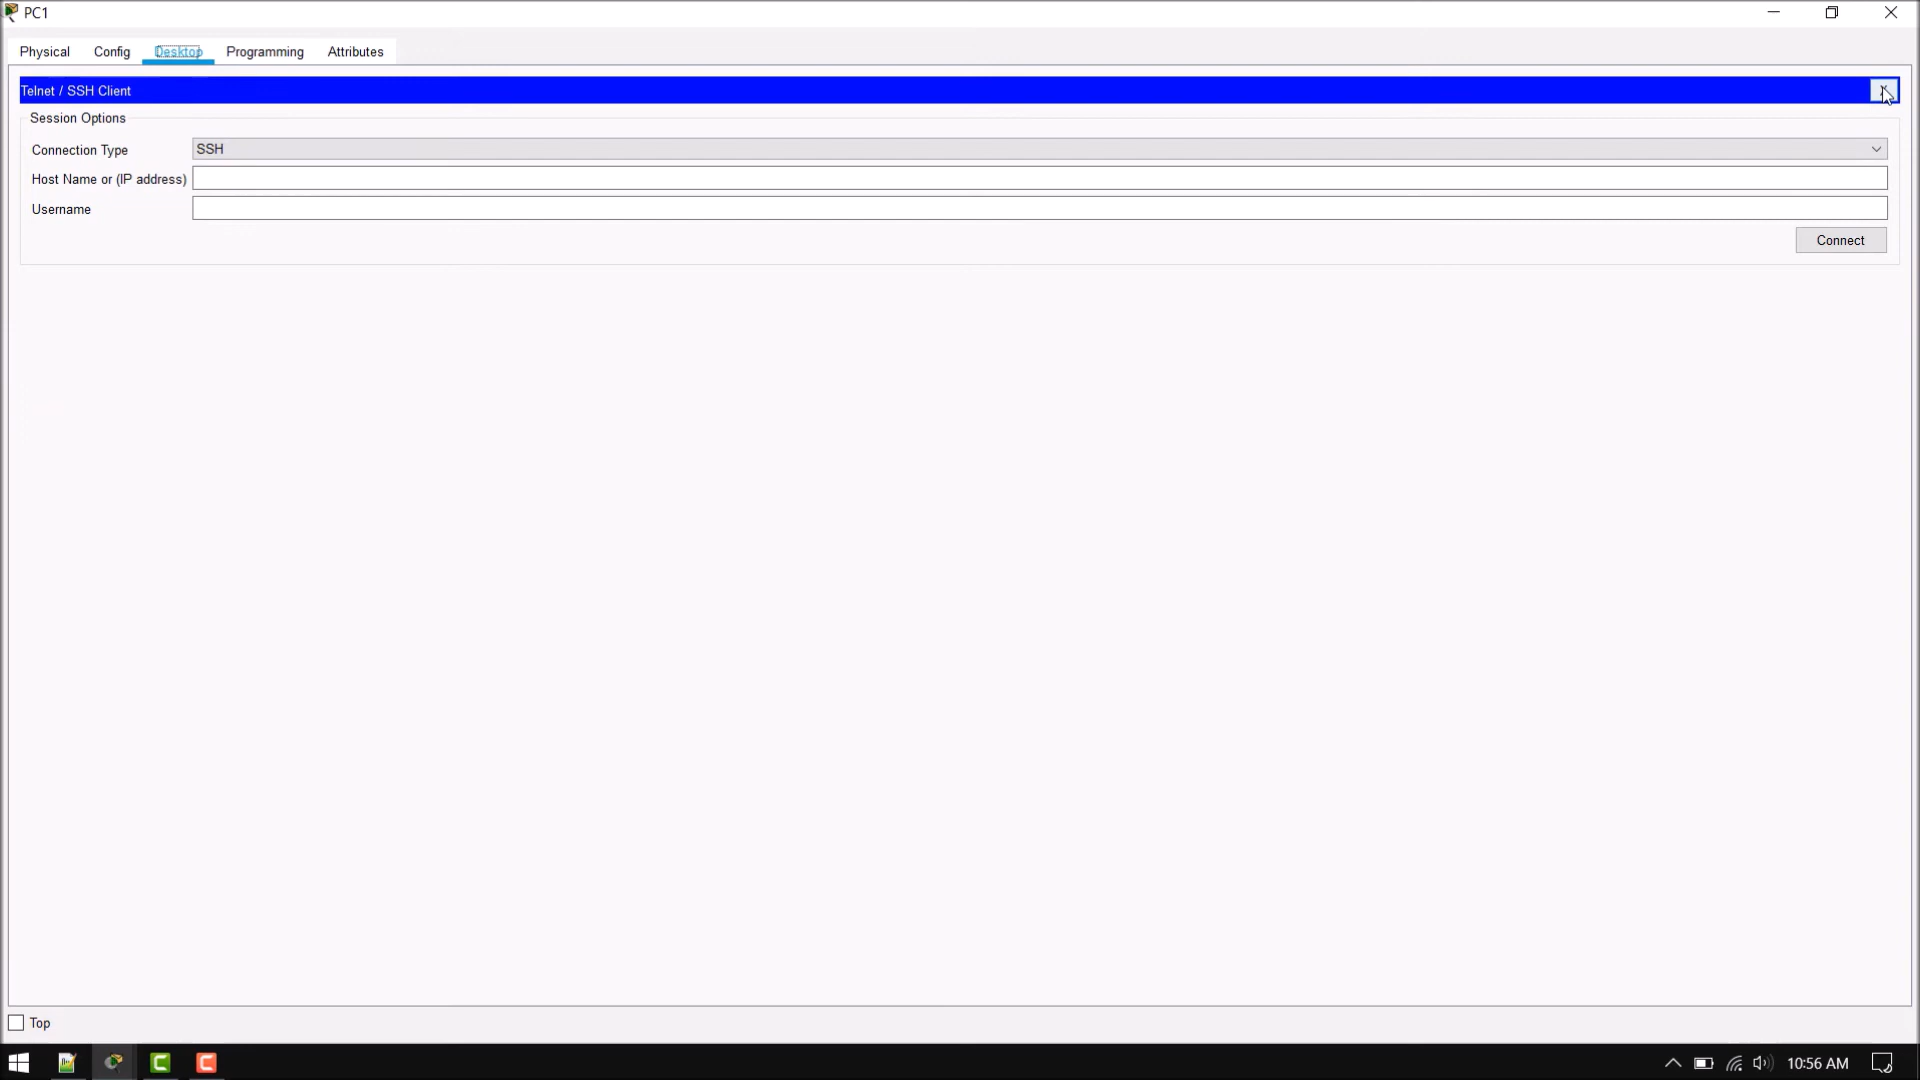 PC1
Physical Config Desktop Programming Attributes
Telnet / SSH Client
Session Options
Connection Type SSH
Host Name or (IP address)
Username
Connect
Top
10:56 AM